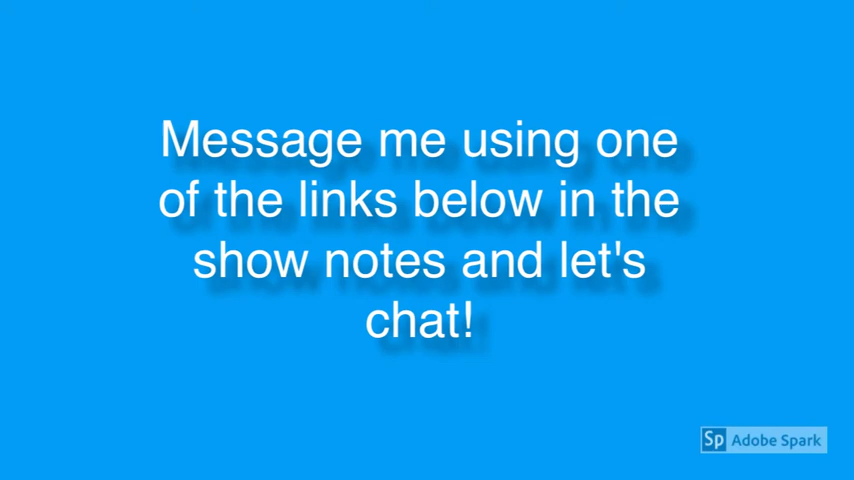 Message me using one
of the links below in the
show notes and let's
chat!
Sp Adobe Spark